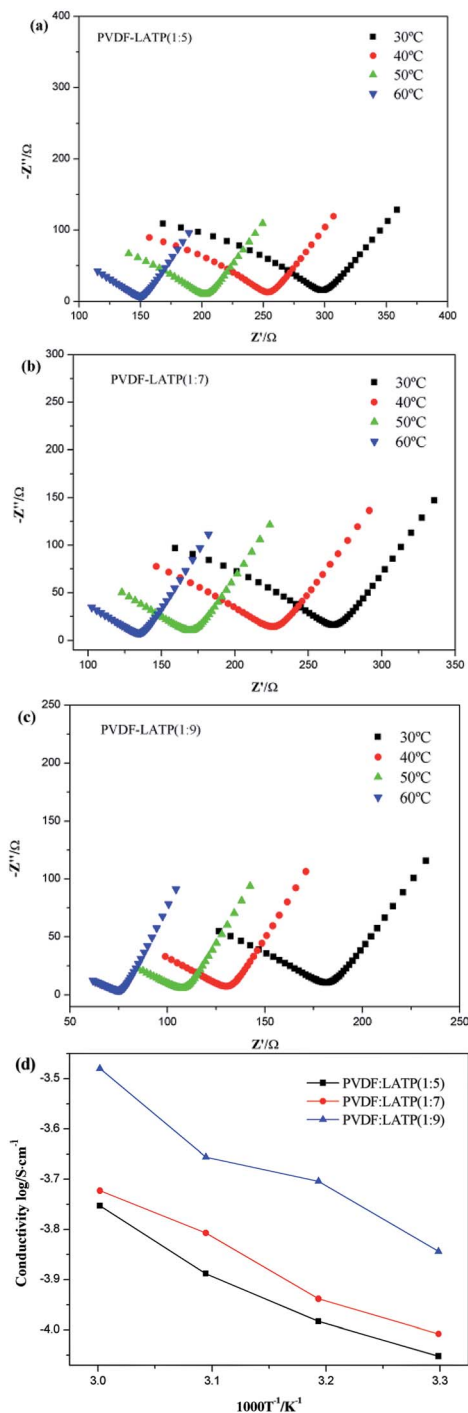 (a)
PVDF-LATP(1:5)
30ºC
40ºC
50ºC
60ºC
400
300
200
100
0
-Z''/Ω
50 100 150 200 250 300 350 400
Z'/Ω
(b)
PVDF-LATP(1:7)
30ºC
40ºC
50ºC
60ºC
300
250
200
150
100
50
0
-Z''/Ω
100 150 200 250 300 350
Z'/Ω
(c)
PVDF-LATP(1:9)
30ºC
40ºC
50ºC
60ºC
250
200
150
100
50
0
-Z''/Ω
50 100 150 200 250
Z'/Ω
(d)
PVDF:LATP(1:5)
PVDF:LATP(1:7)
PVDF:LATP(1:9)
-3.5
-3.6
-3.7
-3.8
-3.9
-4.0
Conductivity log/S·cm⁻¹
3.0 3.1 3.2 3.3
1000T⁻¹/K⁻¹